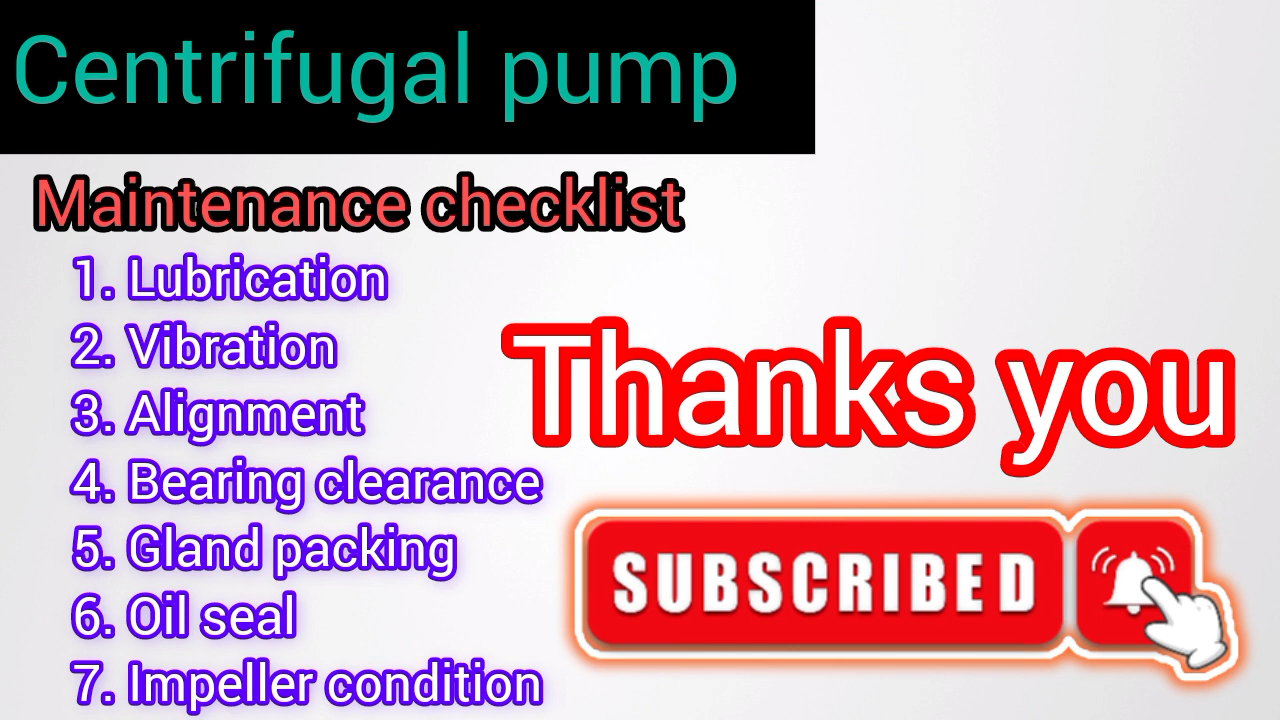 Centrifugal pump
Maintenance checklist
1. Lubrication
2. Vibration
3. Alignment
4. Bearing clearance
5. Gland packing
6. Oil seal
7. Impeller condition
Thanks you
SUBSCRIBED